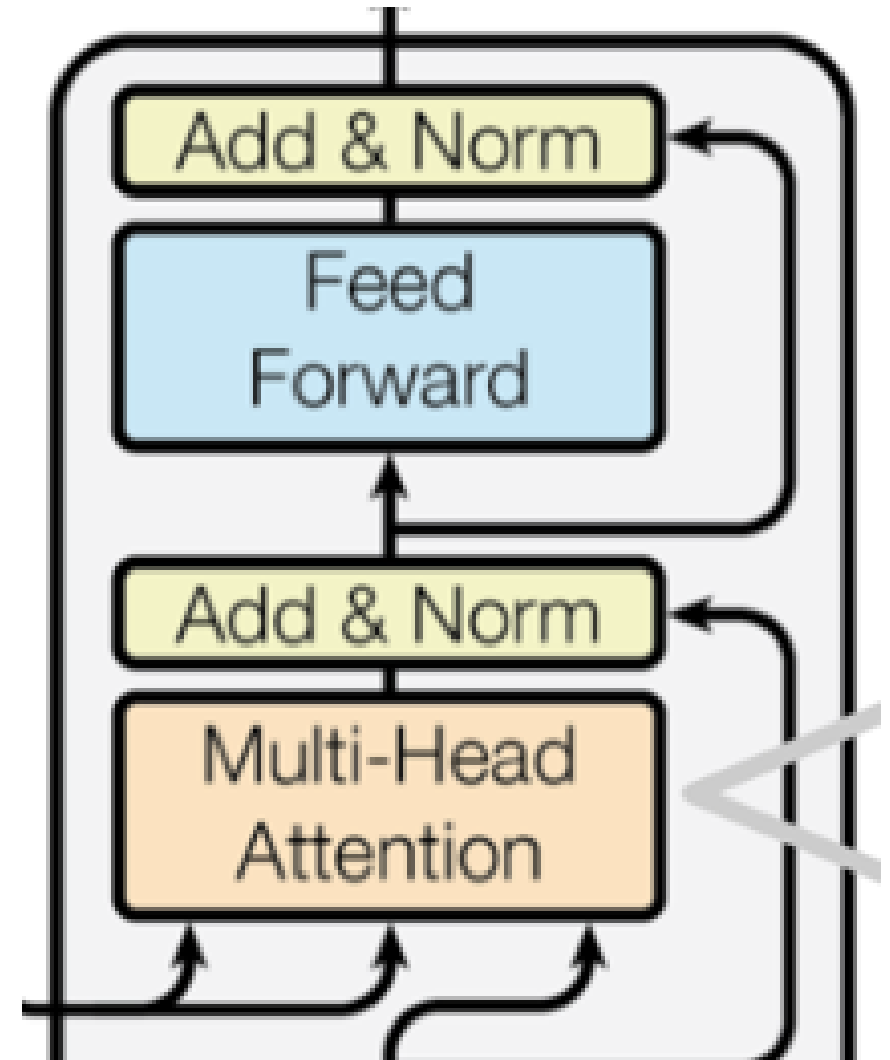 Add & Norm
Feed
Forward
Add & Norm
Multi-Head
Attention